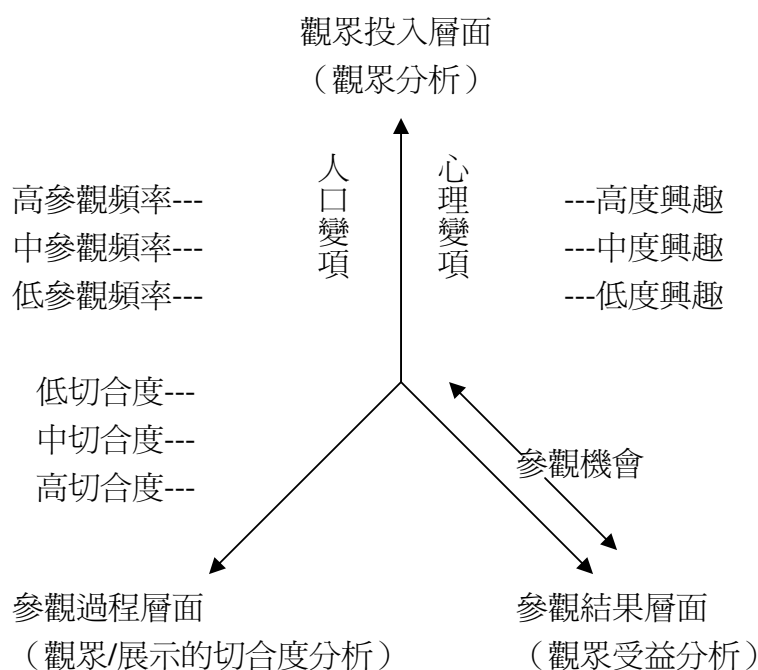 觀眾投入層面
（觀眾分析）
人口變項
心理變項
高參觀頻率---
---高度興趣
中參觀頻率---
---中度興趣
低參觀頻率---
---低度興趣
低切合度---
中切合度---
高切合度---
參觀機會
參觀過程層面
（觀眾/展示的切合度分析）
參觀結果層面
（觀眾受益分析）